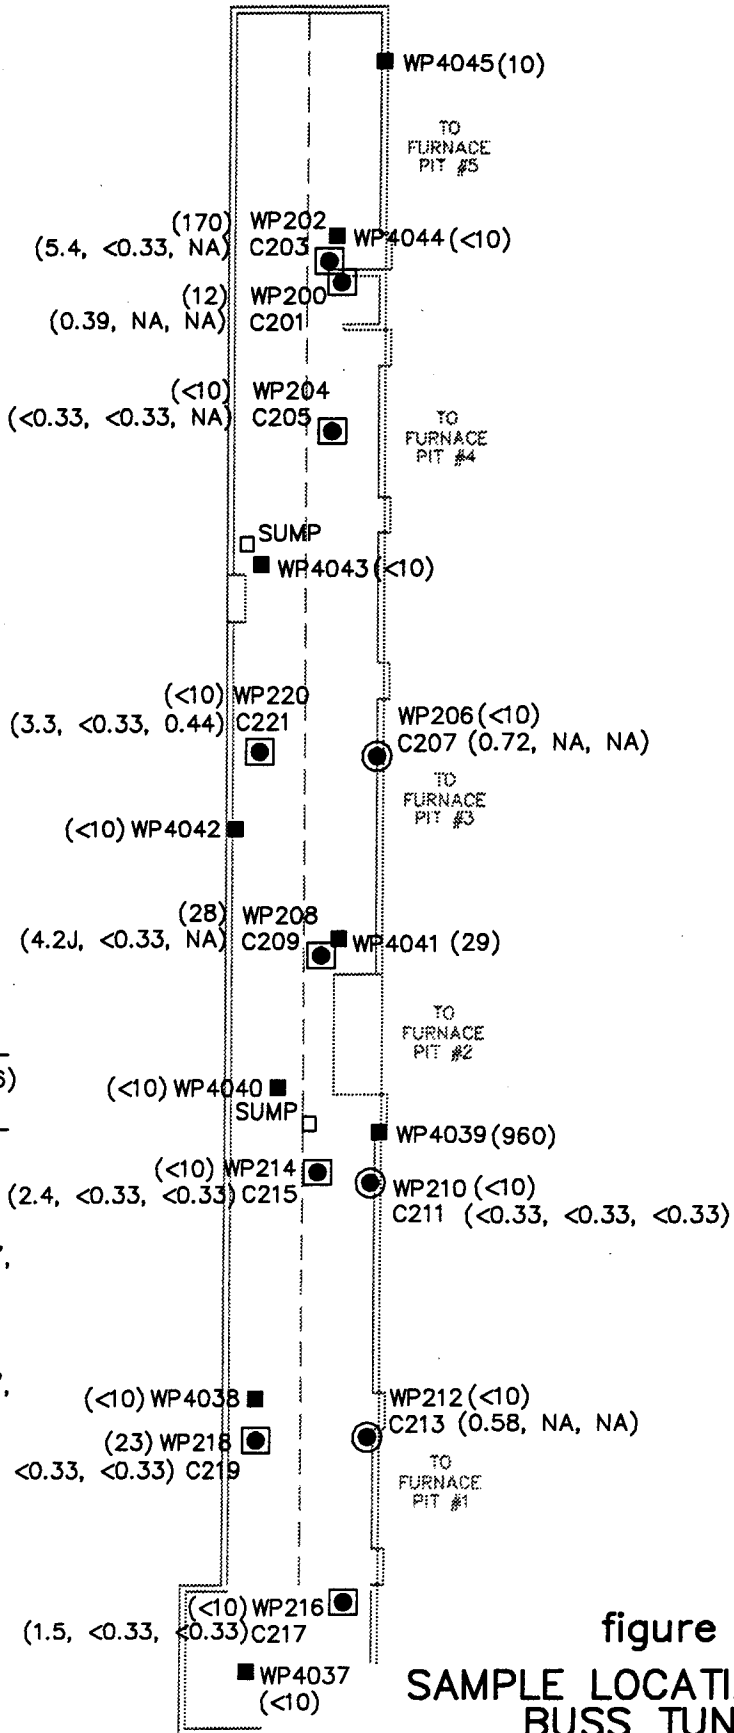 WP4045 (10)
TO
FURNACE
PIT #5
(170) WP202
WP4044 (<10)
(5.4, <0.33, NA) C203
(12) WP200
(0.39, NA, NA) C201
(<10) WP204
(<0.33, <0.33, NA) C205
TO
FURNACE
PIT #4
SUMP
WP4043 (<10)
(<10) WP220
(3.3, <0.33, 0.44) C221
WP206 (<10)
C207 (0.72, NA, NA)
TO
FURNACE
PIT #3
(<10) WP4042
(28) WP208
(4.2J, <0.33, NA) C209
WP4041 (29)
TO
FURNACE
PIT #2
6)
(<10) WP4040
SUMP
WP4039 (960)
(<10) WP214
(2.4, <0.33, <0.33) C215
WP210 (<10)
C211 (<0.33, <0.33, <0.33)
(<10) WP4038
WP212 (<10)
C213 (0.58, NA, NA)
(23) WP218
<0.33, <0.33) C219
TO
FURNACE
PIT #1
(<10) WP216
(1.5, <0.33, <0.33) C217
WP4037
(<10)
figure
SAMPLE LOCATI
BUSS TUN